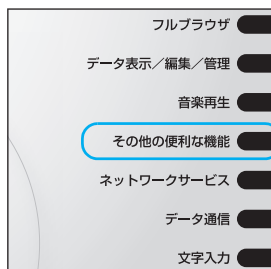 フルブラウザ
データ表示／編集／管理
音楽再生
その他の便利な機能
ネットワークサービス
データ通信
文字入力